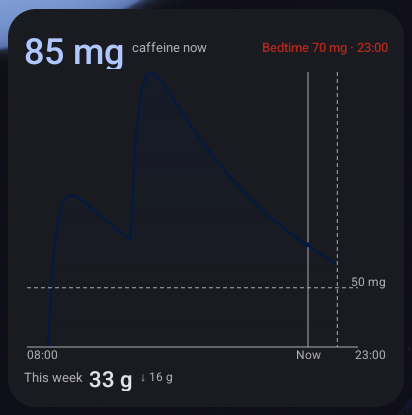 85 mg caffeine now Bedtime 70 mg · 23:00
50 mg
08:00 Now 23:00
This week 33 g ↓ 16 g